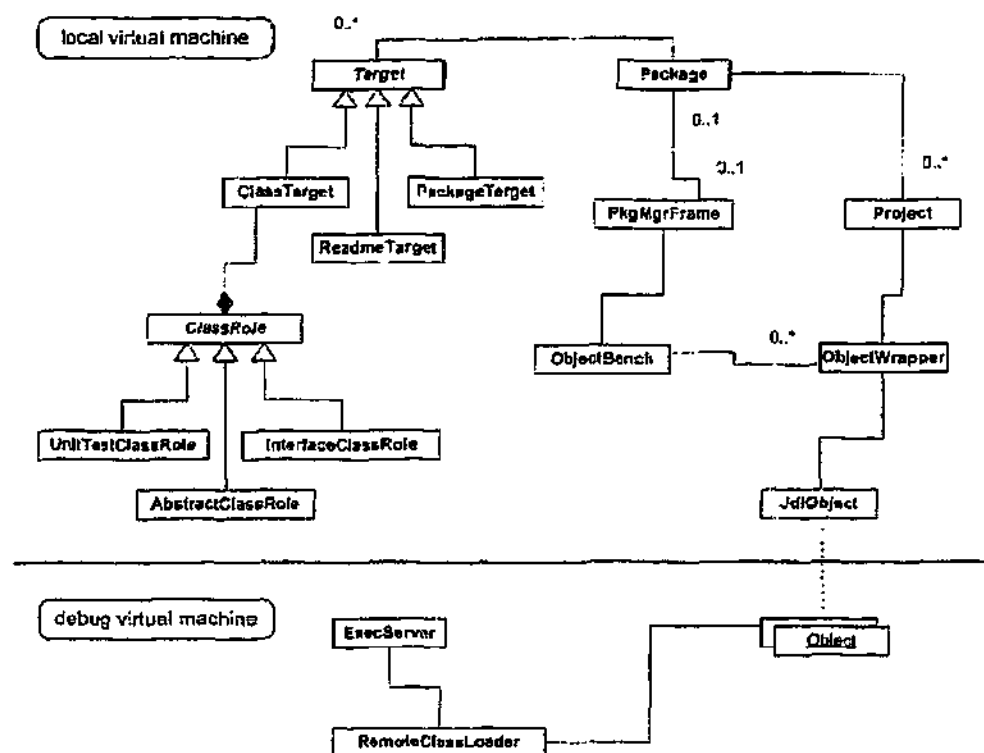 local virtual machine
0..*
Target
Package
0..1
0..1
0..*
ClassTarget
PackageTarget
PkgMgrFrame
Project
ReadmeTarget
ClassRole
0..*
ObjectBench
ObjectWrapper
UnitTestClassRole
InterfaceClassRole
AbstractClassRole
JdiObject
debug virtual machine
ExecServer
Object
RemoteClassLoader